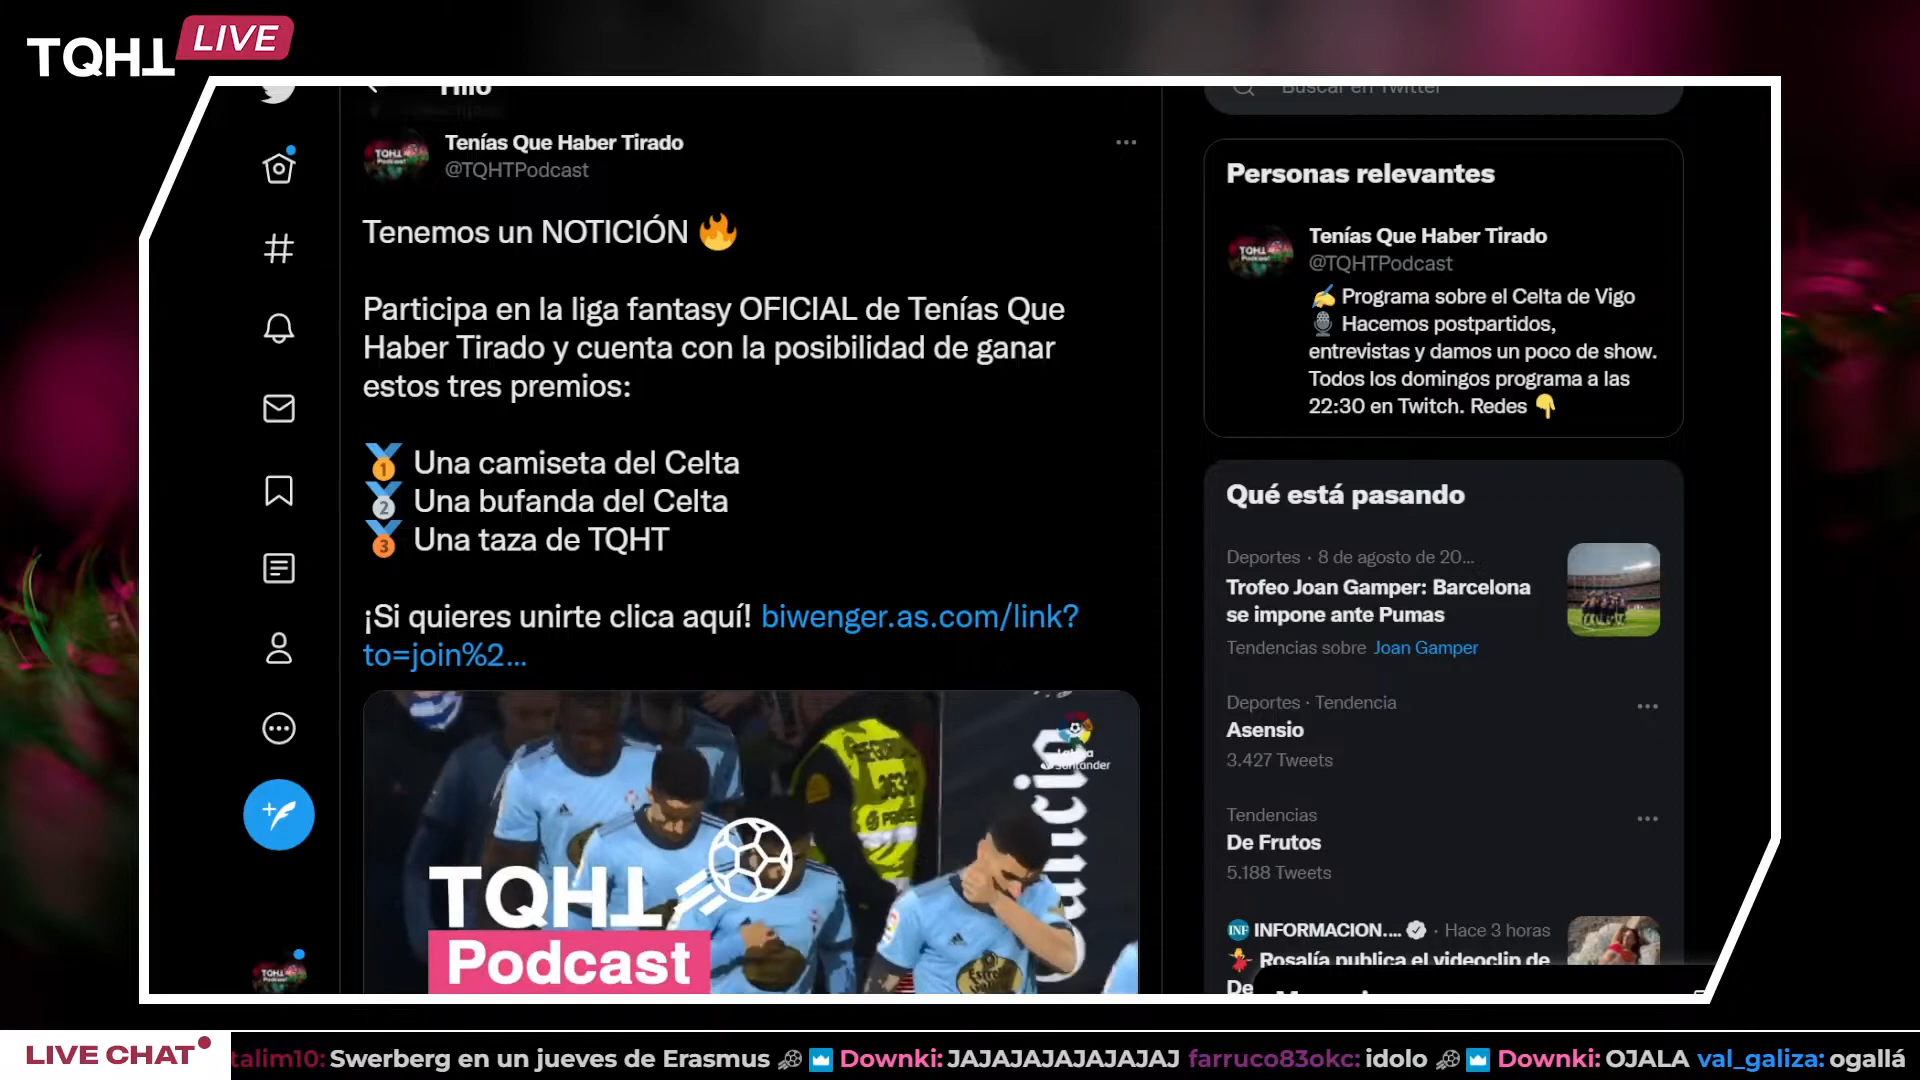 TQHT LIVE
Hilo
Buscar en Twitter
Tenías Que Haber Tirado
@TQHTPodcast
Tenemos un NOTICIÓN 🔥
Participa en la liga fantasy OFICIAL de Tenías Que
Haber Tirado y cuenta con la posibilidad de ganar
estos tres premios:
🥇 Una camiseta del Celta
🥈 Una bufanda del Celta
🥉 Una taza de TQHT
¡Si quieres unirte clica aquí! biwenger.as.com/link?
to=join%2...
LaLiga
Santander
TQHT
Podcast
Personas relevantes
Tenías Que Haber Tirado
@TQHTPodcast
✍️ Programa sobre el Celta de Vigo
🎙️ Hacemos postpartidos,
entrevistas y damos un poco de show.
Todos los domingos programa a las
22:30 en Twitch. Redes 👇
Qué está pasando
Deportes · 8 de agosto de 20...
Trofeo Joan Gamper: Barcelona
se impone ante Pumas
Tendencias sobre Joan Gamper
Deportes · Tendencia
Asensio
3.427 Tweets
Tendencias
De Frutos
5.188 Tweets
INF INFORMACION.... · Hace 3 horas
💃 Rosalía publica el videoclip de
De
LIVE CHAT
talim10: Swerberg en un jueves de Erasmus Downki: JAJAJAJAJAJAJAJ farruco83okc: idolo Downki: OJALA val_galiza: ogallá